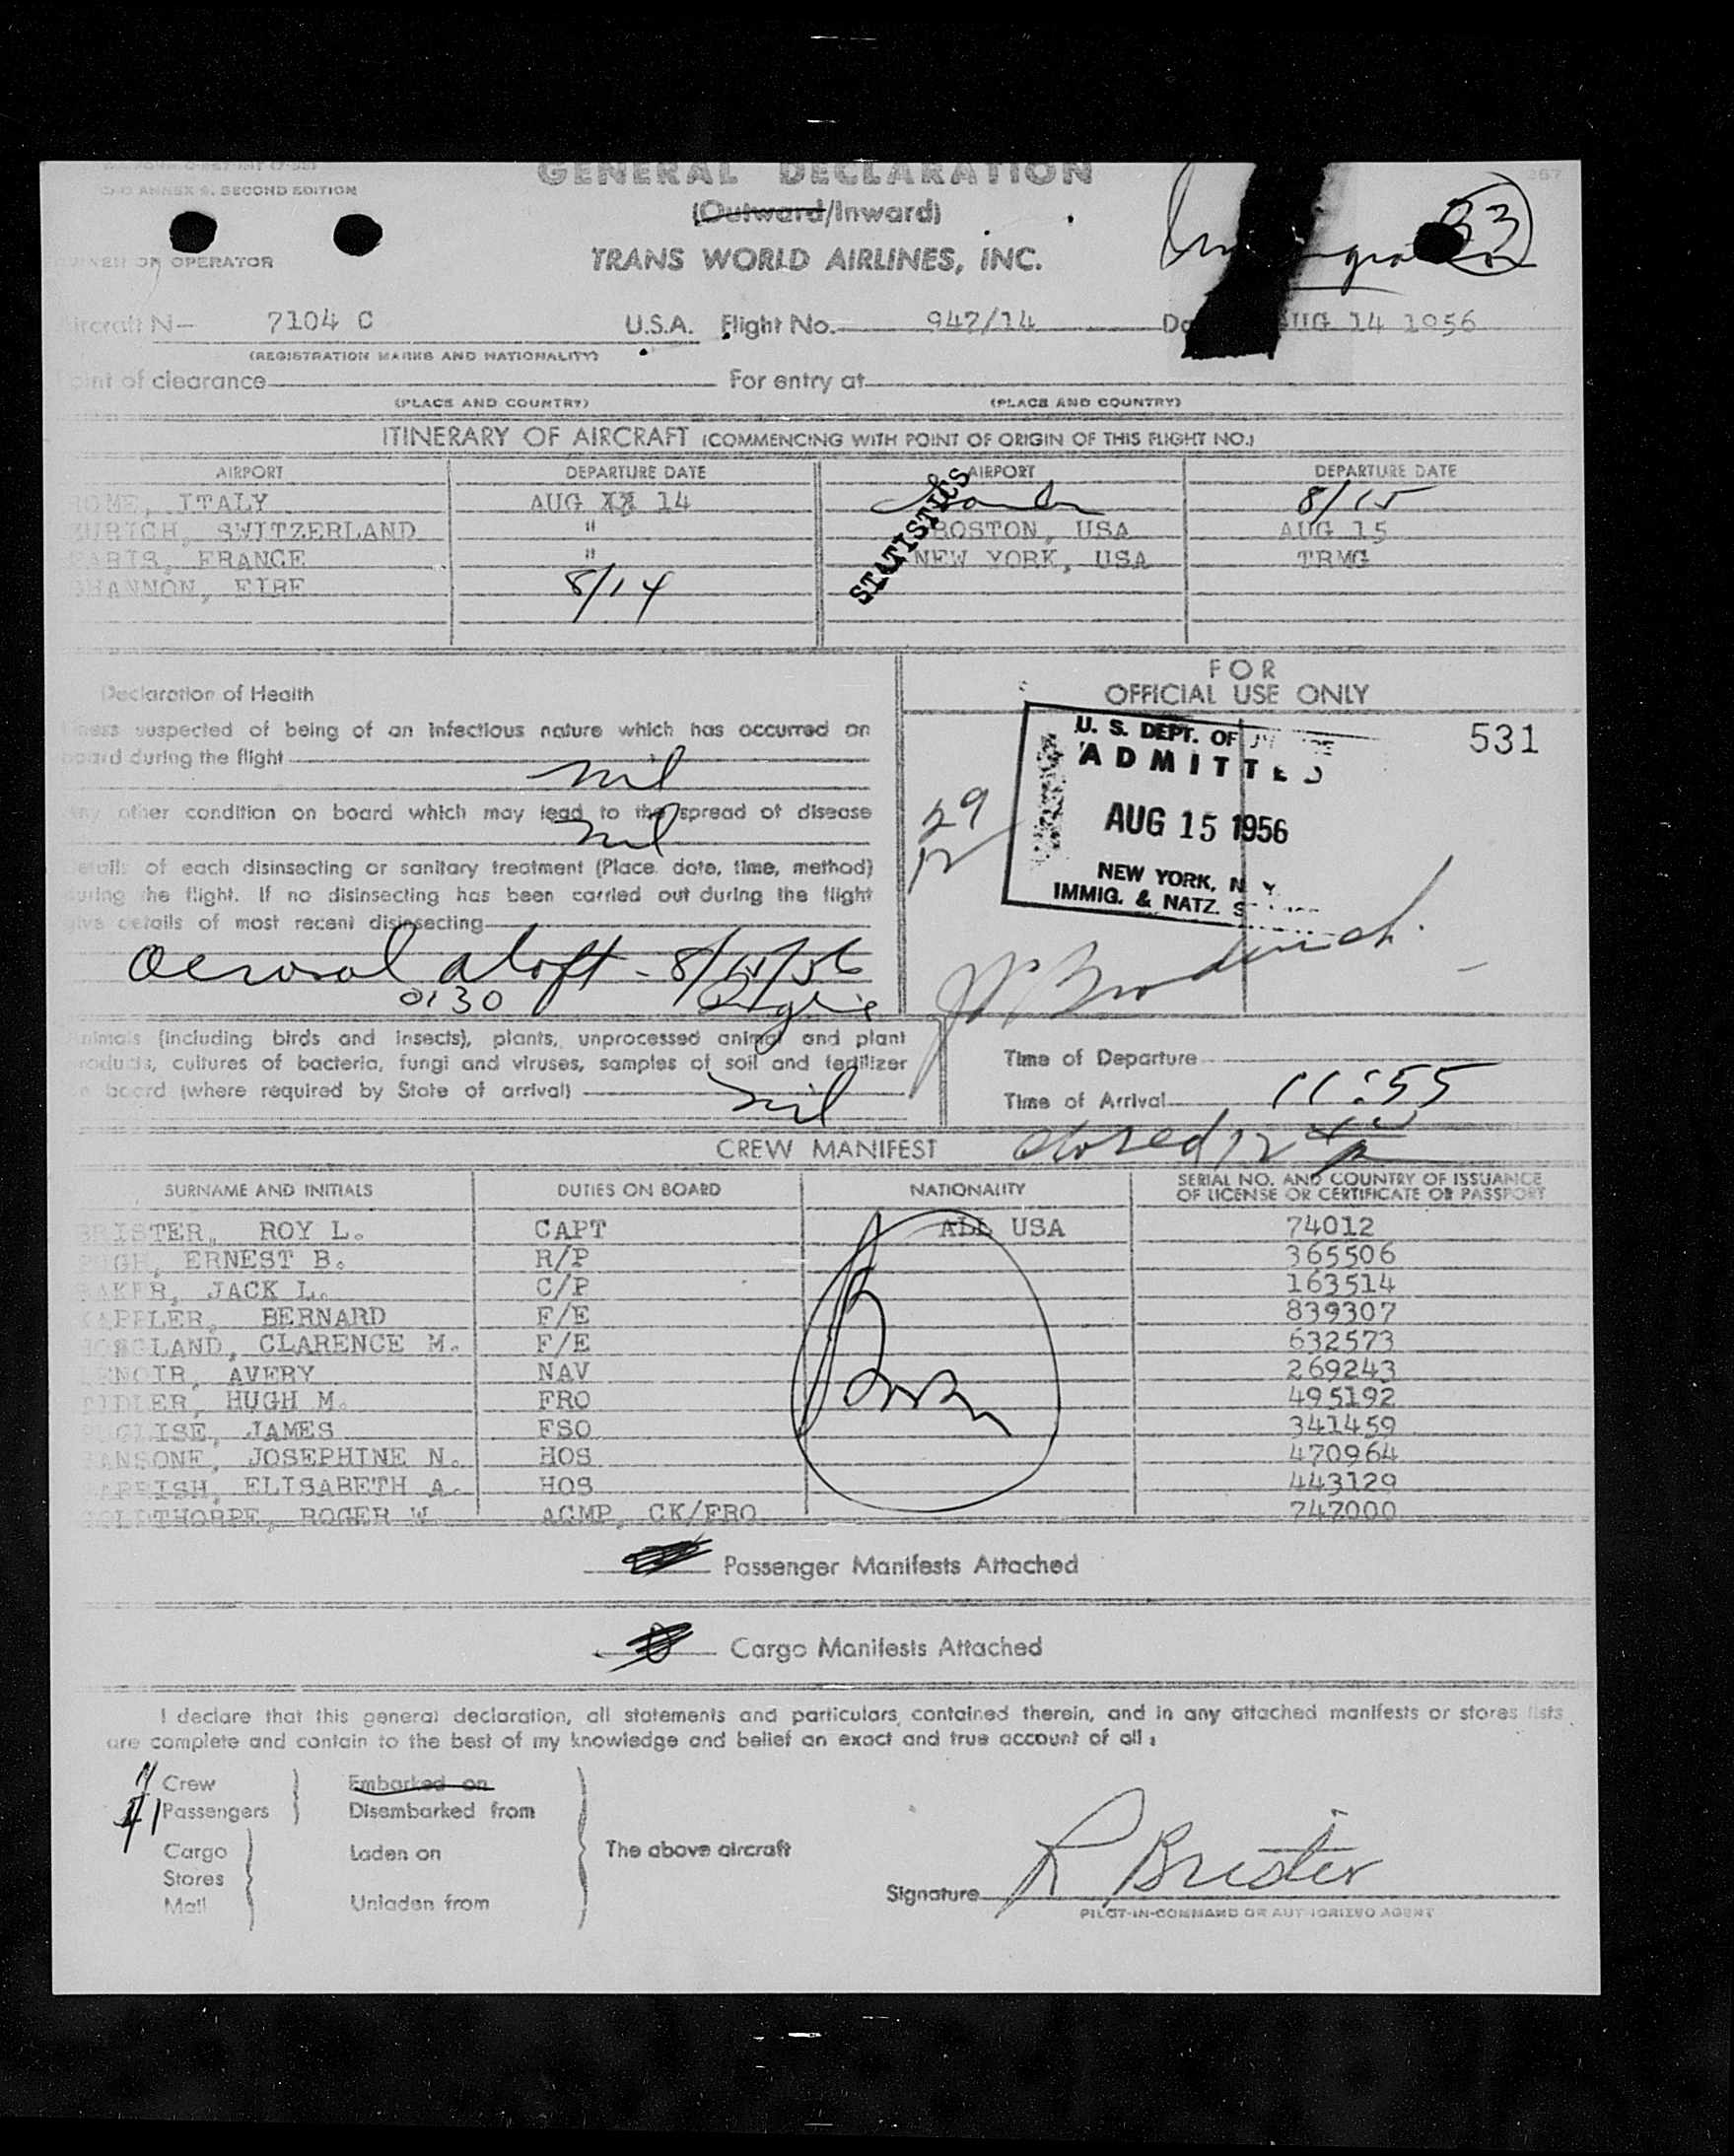 GENERAL DECLARATION
ANNEX 9, SECOND EDITION
(Outward/Inward)
33
OR OPERATOR
TRANS WORLD AIRLINES, INC.
Aircraft N- 7104 C U.S.A. Flight No. 947/14 AUG 14 1956
(REGISTRATION MARKS AND NATIONALITY)
Point of clearance For entry at
(PLACE AND COUNTRY) (PLACE AND COUNTRY)
ITINERARY OF AIRCRAFT (COMMENCING WITH POINT OF ORIGIN OF THIS FLIGHT NO.)
AIRPORT DEPARTURE DATE AIRPORT DEPARTURE DATE
ROME, ITALY AUG 14 8/15
ZURICH, SWITZERLAND " BOSTON, USA AUG 15
PARIS, FRANCE " NEW YORK, USA TRMG
SHANNON, EIRE 8/14
STATISTICS
FOR
OFFICIAL USE ONLY
Declaration of Health
Illness suspected of being of an infectious nature which has occurred on
board during the flight nil
Any other condition on board which may lead to the spread of disease
nil
Details of each disinsecting or sanitary treatment (Place, date, time, method)
during the flight. If no disinsecting has been carried out during the flight
give details of most recent disinsecting
Aerosol aloft - 8/15/56
0130
531
U. S. DEPT. OF
ADMITTED
AUG 15 1956
NEW YORK, N. Y.
IMMIG. & NATZ.
29
12
Animals (including birds and insects), plants, unprocessed animal and plant
products, cultures of bacteria, fungi and viruses, samples of soil and fertilizer
on board (where required by State of arrival) nil
Time of Departure
Time of Arrival 11:55
CREW MANIFEST
SURNAME AND INITIALS DUTIES ON BOARD NATIONALITY SERIAL NO. AND COUNTRY OF ISSUANCE
OF LICENSE OR CERTIFICATE OR PASSPORT
BRISTER, ROY L. CAPT ALL USA 74012
PUGH, ERNEST B. R/P 365506
BAKER, JACK L. C/P 163514
KAPPLER, BERNARD F/E 839307
HOAGLAND, CLARENCE M. F/E 632573
LENOIR, AVERY NAV 269243
HUGH M. FRO 495192
PUGLISE, JAMES FSO 341459
SANSONE, JOSEPHINE N. HOS 470964
PARRISH, ELISABETH A. HOS 443129
GOLDTHORPE, ROGER W. ACMP, CK/FRO 747000
Passenger Manifests Attached
Cargo Manifests Attached
I declare that this general declaration, all statements and particulars contained therein, and in any attached manifests or stores lists
are complete and contain to the best of my knowledge and belief an exact and true account of all:
Crew Embarked on
Passengers Disembarked from
Cargo Laden on The above aircraft
Stores
Mail Unladen from
Signature R Brister
PILOT-IN-COMMAND OR AUTHORIZED AGENT